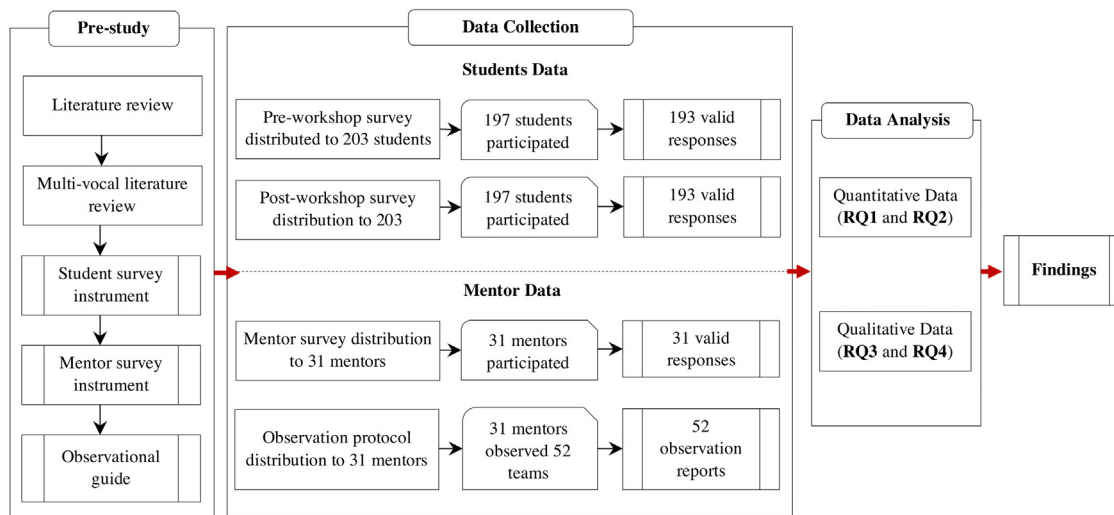 Pre-study
Literature review
Multi-vocal literature
review
Student survey
instrument
Mentor survey
instrument
Observational
guide
Data Collection
Students Data
Pre-workshop survey
distributed to 203 students
197 students
participated
193 valid
responses
Post-workshop survey
distribution to 203
197 students
participated
193 valid
responses
Mentor Data
Mentor survey distribution
to 31 mentors
31 mentors
participated
31 valid
responses
Observation protocol
distribution to 31 mentors
31 mentors
observed 52
teams
52
observation
reports
Data Analysis
Quantitative Data
(RQ1 and RQ2)
Qualitative Data
(RQ3 and RQ4)
Findings